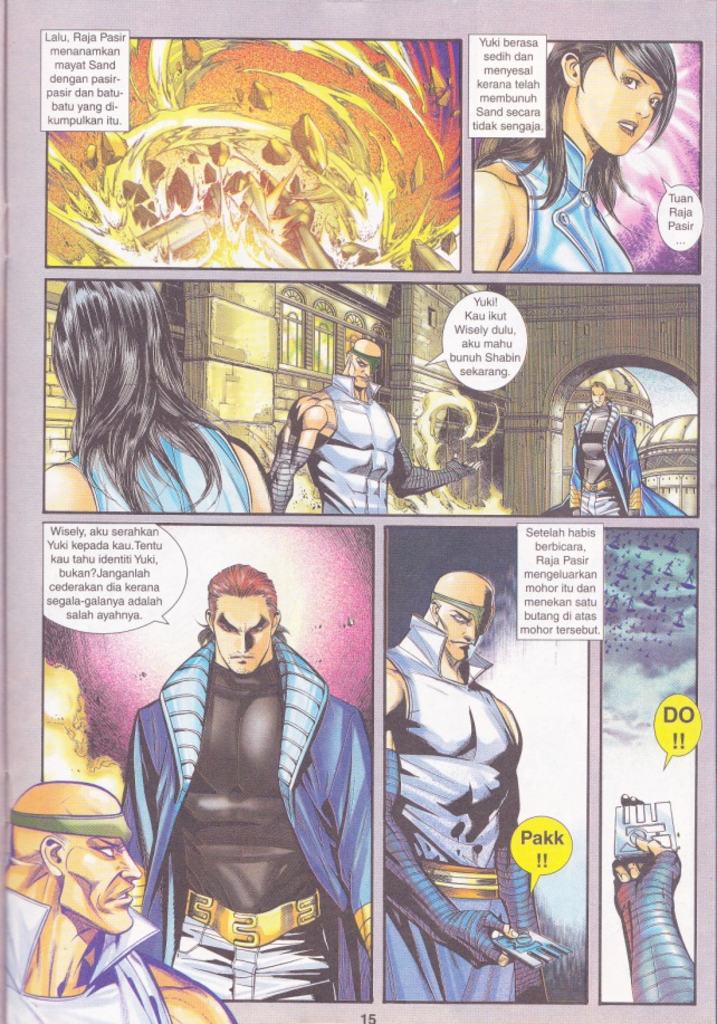 Lalu, Raja Pasir
menanamkan
mayat Sand
dengan pasir-
pasir dan batu-
batu yang di-
kumpulkan itu.
Yuki berasa
sedih dan
menyesal
kerana telah
membunuh
Sand secara
tidak sengaja.
Tuan
Raja
Pasir
...
Yuki!
Kau ikut
Wisely dulu,
aku mahu
bunuh Shabin
sekarang.
Wisely, aku serahkan
Yuki kepada kau.Tentu
kau tahu identiti Yuki,
bukan?Janganlah
cederakan dia kerana
segala-galanya adalah
salah ayahnya.
Setelah habis
berbicara,
Raja Pasir
mengeluarkan
mohor itu dan
menekan satu
butang di atas
mohor tersebut.
Pakk
!!
DO
!!
15